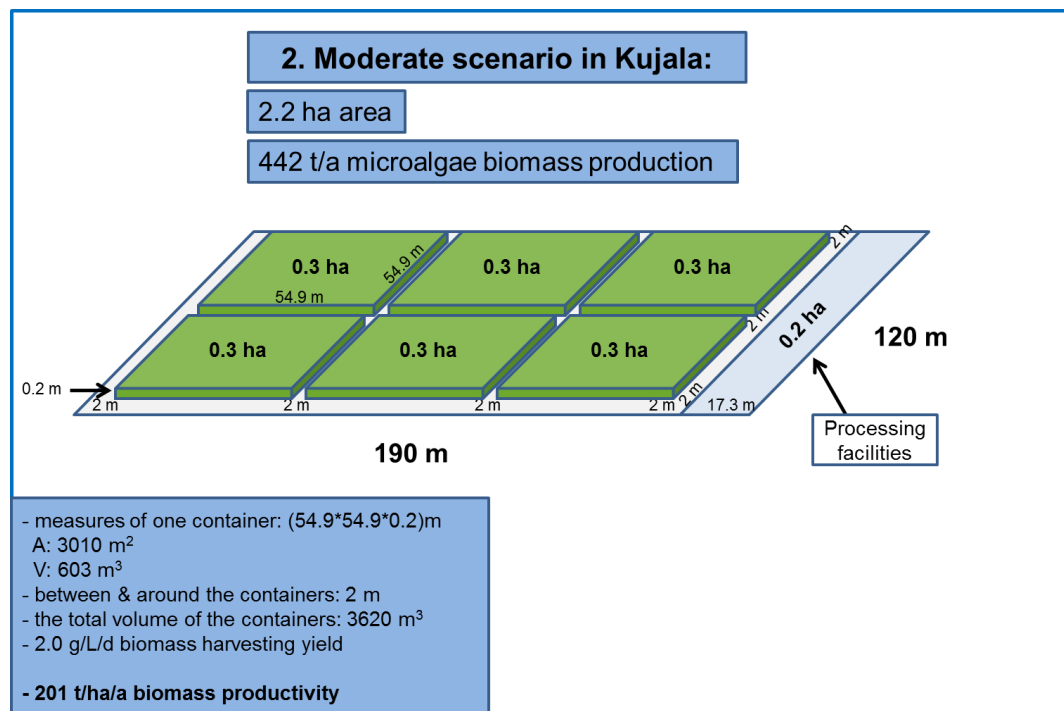 2. Moderate scenario in Kujala:
2.2 ha area
442 t/a microalgae biomass production
0.3 ha
54.9 m
54.9 m
0.3 ha
0.3 ha
2 m
0.3 ha
0.3 ha
0.3 ha
2 m
0.2 ha
120 m
0.2 m
2 m
2 m
2 m
2 m
2 m
17.3 m
Processing
facilities
190 m
- measures of one container: (54.9*54.9*0.2)m
A: 3010 m²
V: 603 m³
- between & around the containers: 2 m
- the total volume of the containers: 3620 m³
- 2.0 g/L/d biomass harvesting yield
- 201 t/ha/a biomass productivity